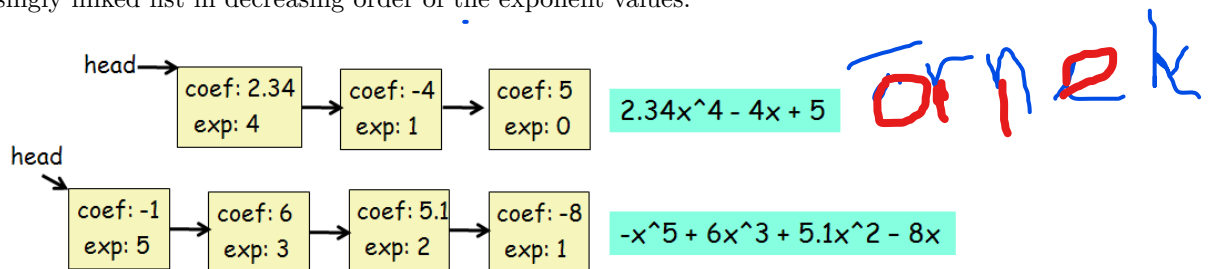 singly linked list in decreasing order of the exponent values.
head
coef: 2.34
exp: 4
coef: -4
exp: 1
coef: 5
exp: 0
2.34x^4 - 4x + 5
örnek
head
coef: -1
exp: 5
coef: 6
exp: 3
coef: 5.1
exp: 2
coef: -8
exp: 1
-x^5 + 6x^3 + 5.1x^2 - 8x